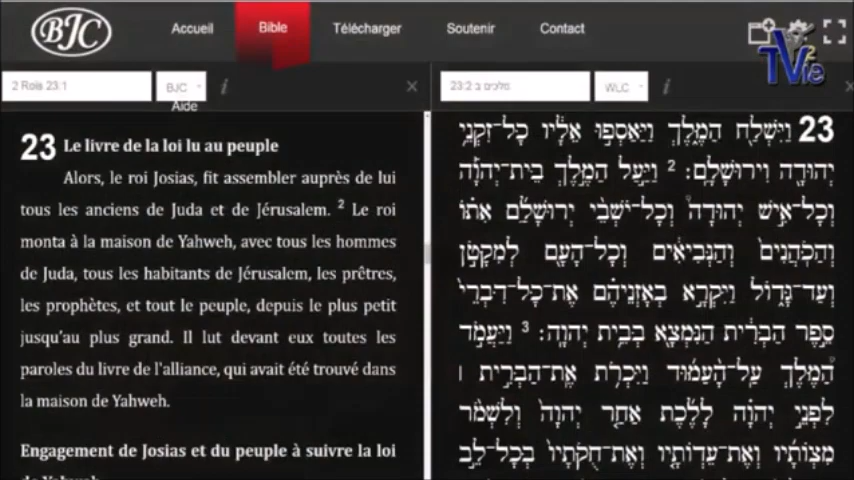 BJC
Accueil
Bible
Télécharger
Soutenir
Contact
TVie
2 Rois 23:1
BJC
i
Aide
מלכים ב 23:2
WLC
i
23 Le livre de la loi lu au peuple
Alors, le roi Josias, fit assembler auprès de lui
tous les anciens de Juda et de Jérusalem. 2 Le roi
monta à la maison de Yahweh, avec tous les hommes
de Juda, tous les habitants de Jérusalem, les prêtres,
les prophètes, et tout le peuple, depuis le plus petit
jusqu'au plus grand. Il lut devant eux toutes les
paroles du livre de l'alliance, qui avait été trouvé dans
la maison de Yahweh.
Engagement de Josias et du peuple à suivre la loi
de Yahweh
23 וַיִּשְׁלַ֖ח הַמֶּ֑לֶךְ וַיַּאַסְפ֣וּ אֵלָ֔יו כָּל־זִקְנֵ֥י
יְהוּדָ֖ה וִירוּשָׁלִָֽם׃ 2 וַיַּ֣עַל הַמֶּ֣לֶךְ בֵּית־יְהוָ֡ה
וְכָל־אִ֣ישׁ יְהוּדָה֩ וְכָל־יֹשְׁבֵ֨י יְרוּשָׁלִַ֜ם אִתּ֗וֹ
וְהַכֹּֽהֲנִים֙ וְהַנְּבִיאִ֔ים וְכָל־הָעָ֖ם לְמִקָּטֹ֣ן
וְעַד־גָּד֑וֹל וַיִּקְרָ֣א בְאָזְנֵיהֶ֗ם אֶת־כָּל־דִּבְרֵי֙
סֵ֣פֶר הַבְּרִ֔ית הַנִּמְצָ֖א בְּבֵ֥ית יְהוָֽה׃ 3 וַיַּעֲמֹ֣ד
הַ֠מֶּלֶךְ עַֽל־הָ֨עַמּ֜וּד וַיִּכְרֹ֥ת אֶֽת־הַבְּרִ֣ית ׀
לִפְנֵ֣י יְהוָ֗ה לָלֶ֜כֶת אַחַ֤ר יְהוָה֙ וְלִשְׁמֹ֨ר
מִצְוֺתָ֜יו וְאֶת־עֵדְוֺתָ֤יו וְאֶת־חֻקֹּתָיו֙ בְּכָל־לֵ֣ב